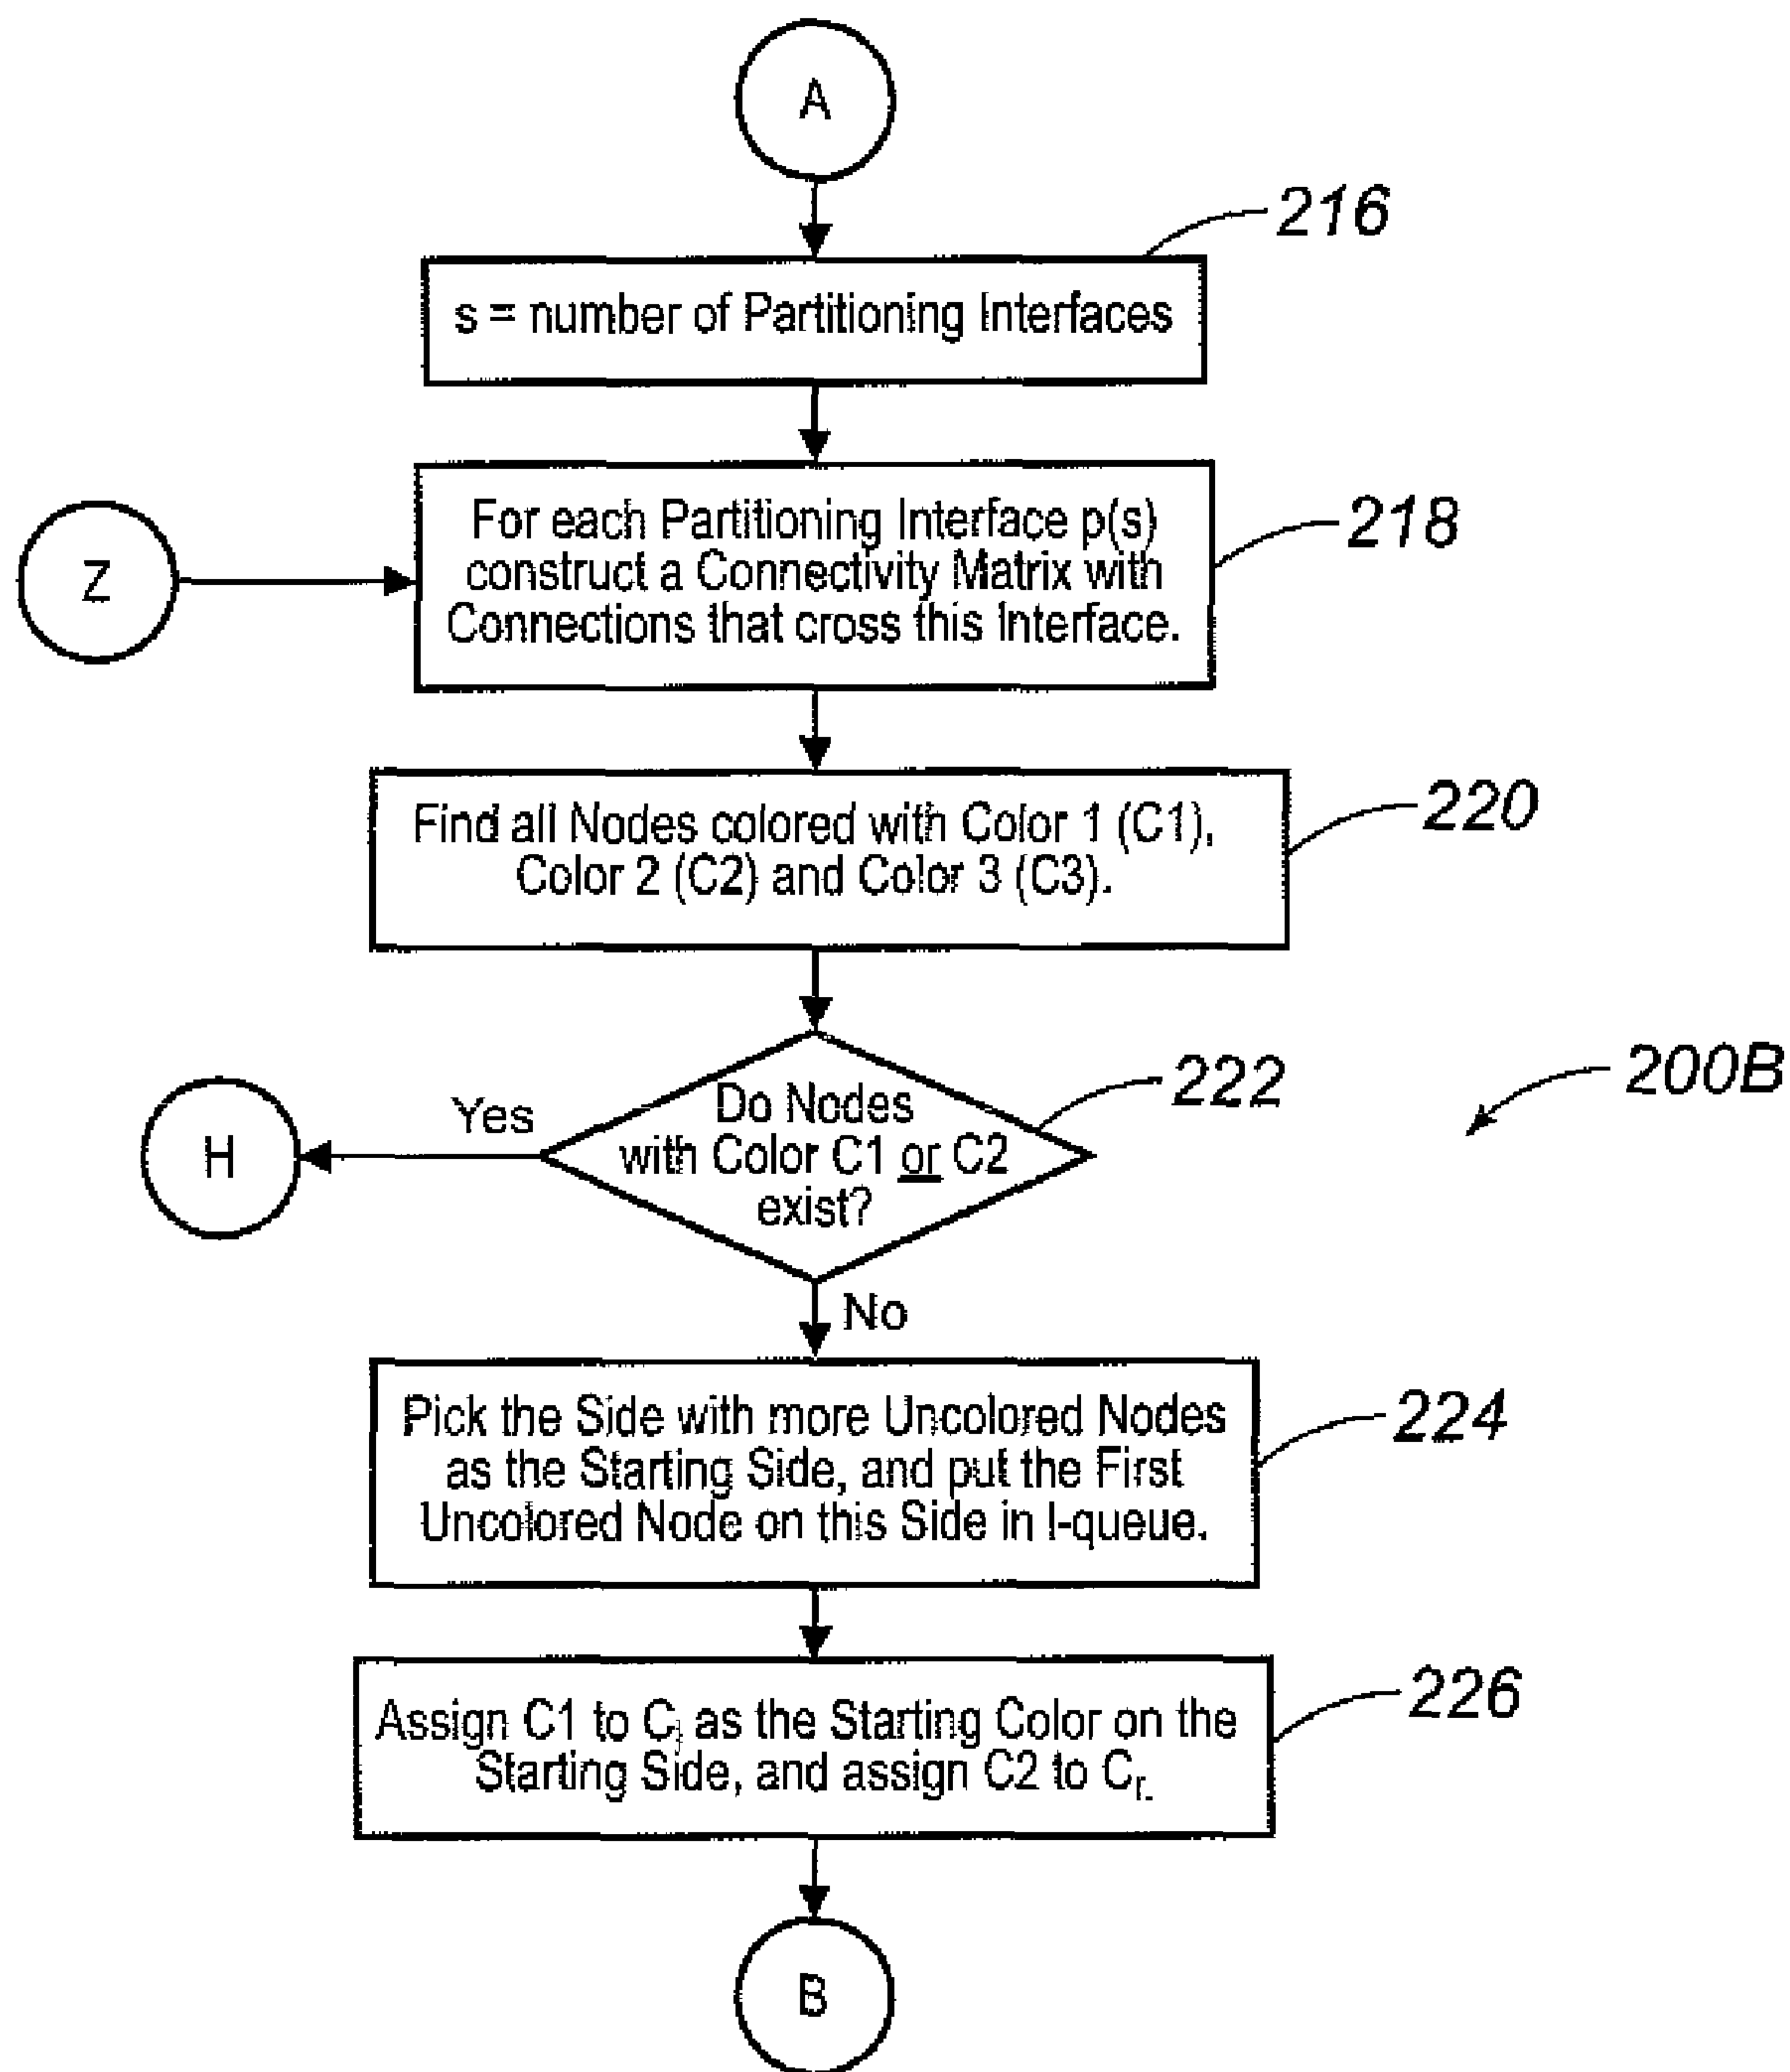 A
216
s = number of Partitioning Interfaces
Z
For each Partitioning Interface p(s)
construct a Connectivity Matrix with
Connections that cross this Interface.
218
Find all Nodes colored with Color 1 (C1),
Color 2 (C2) and Color 3 (C3).
220
H
Yes
Do Nodes
with Color C1 or C2
exist?
222
200B
No
Pick the Side with more Uncolored Nodes
as the Starting Side, and put the First
Uncolored Node on this Side in l-queue.
224
Assign C1 to Cl as the Starting Color on the
Starting Side, and assign C2 to Cr.
226
B